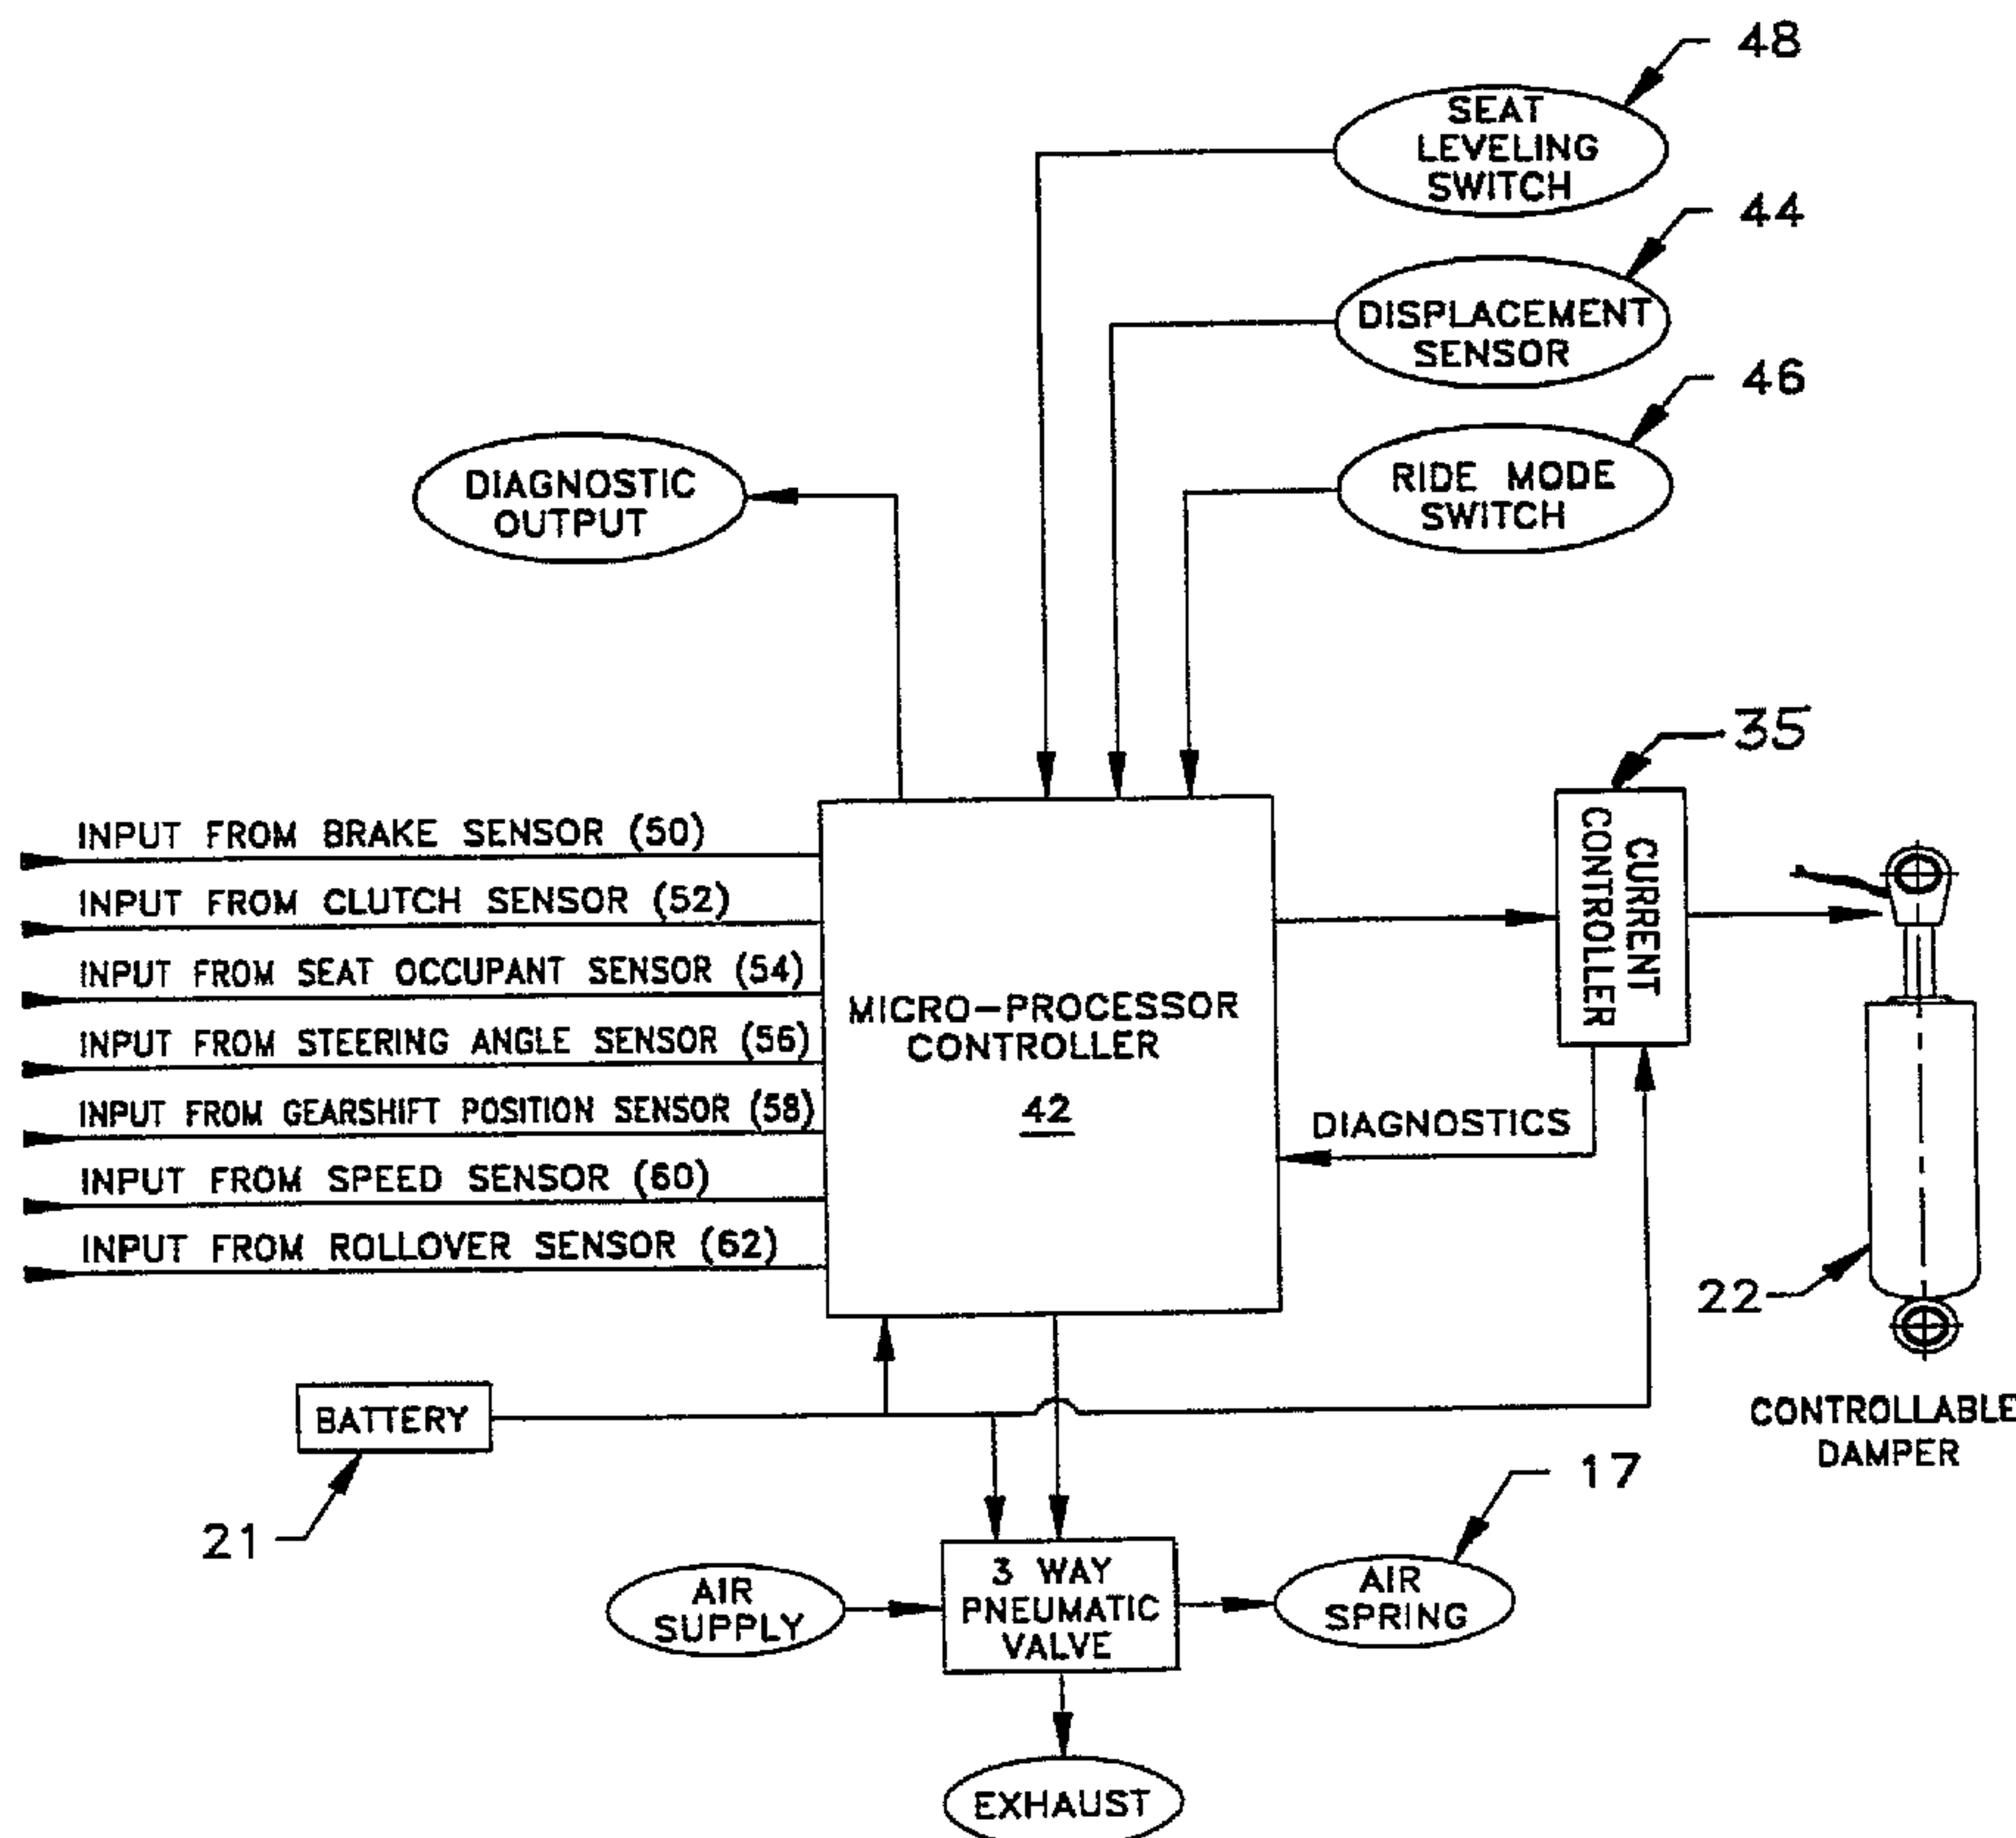 48
SEAT
LEVELING
SWITCH
44
DISPLACEMENT
SENSOR
46
RIDE MODE
SWITCH
DIAGNOSTIC
OUTPUT
35
CURRENT
CONTROLLER
INPUT FROM BRAKE SENSOR (50)
INPUT FROM CLUTCH SENSOR (52)
INPUT FROM SEAT OCCUPANT SENSOR (54)
INPUT FROM STEERING ANGLE SENSOR (56)
INPUT FROM GEARSHIFT POSITION SENSOR (58)
INPUT FROM SPEED SENSOR (60)
INPUT FROM ROLLOVER SENSOR (62)
MICRO-PROCESSOR
CONTROLLER
42
DIAGNOSTICS
22
CONTROLLABLE
DAMPER
BATTERY
21
17
AIR
SUPPLY
3 WAY
PNEUMATIC
VALVE
AIR
SPRING
EXHAUST